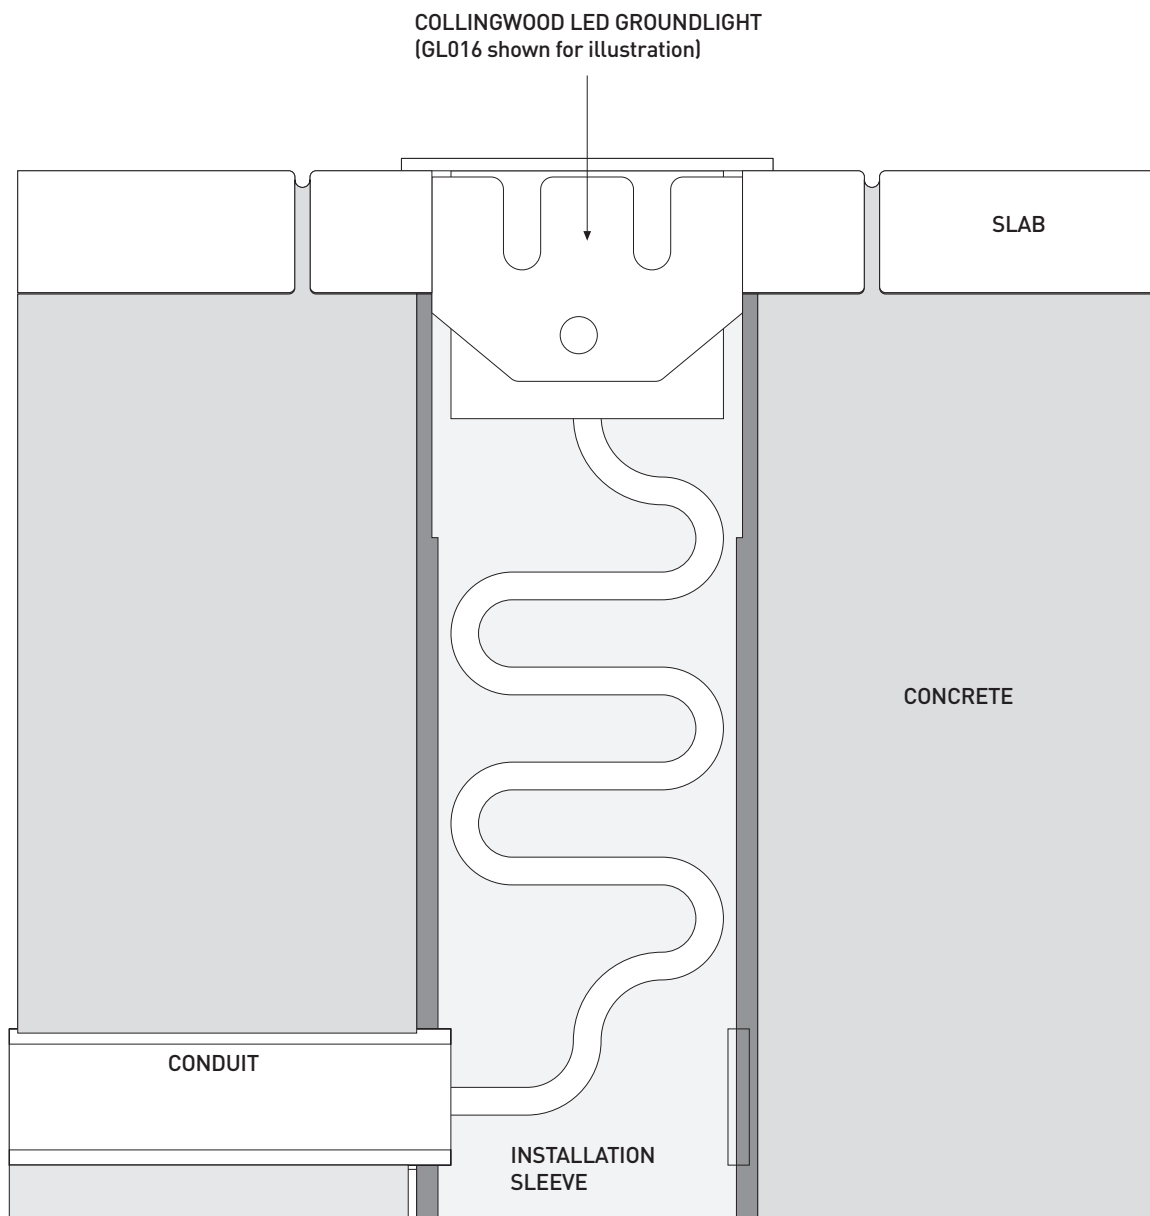 COLLINGWOOD LED GROUNDLIGHT
(GL016 shown for illustration)
SLAB
CONCRETE
CONDUIT
INSTALLATION
SLEEVE